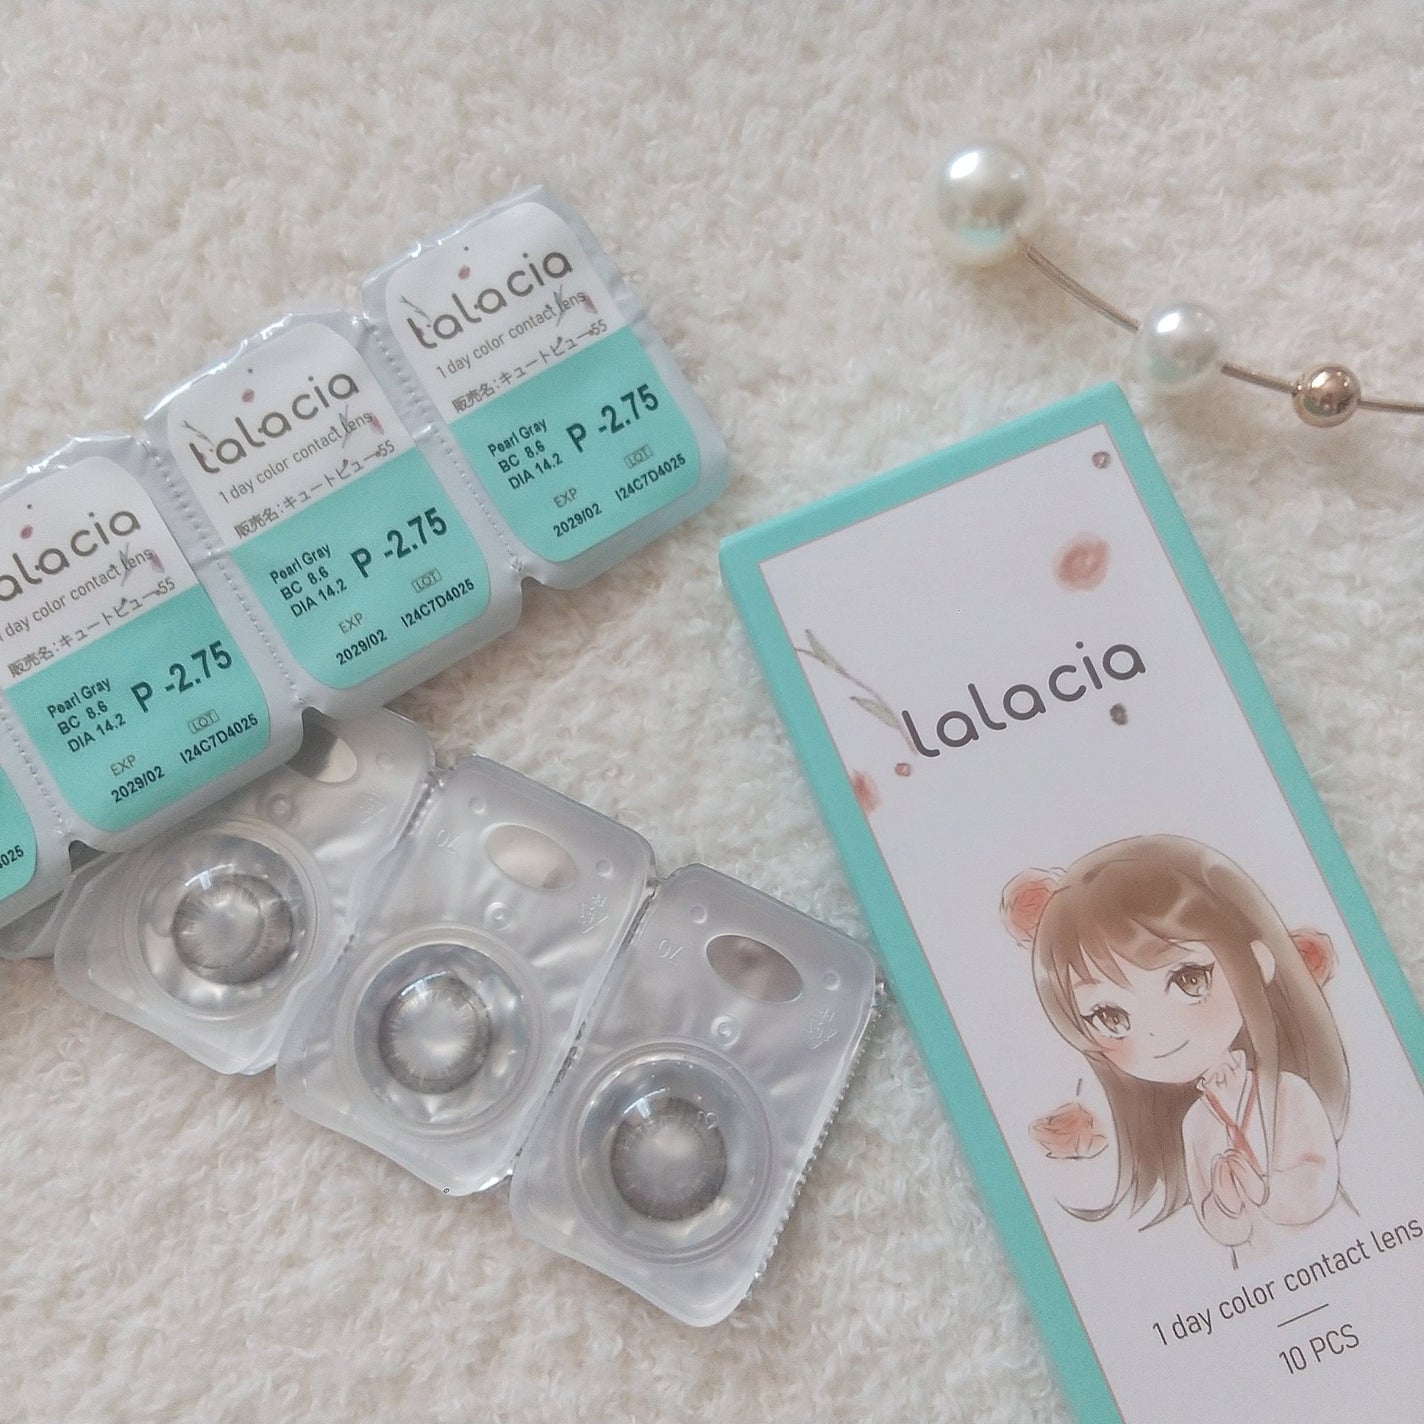 lalacia
1 day color contact lens
販売名:キュートビューs55
Pearl Gray
BC 8.6
DIA 14.2
P -2.75
EXP
2029/02
LOT
I24C7D4025
lalacia
1 day color contact lens
販売名:キュートビューs55
Pearl Gray
BC 8.6
DIA 14.2
P -2.75
EXP
2029/02
LOT
I24C7D4025
alacia
day color contact lens
販売名:キュートビューs55
Pearl Gray
BC 8.6
DIA 14.2
P -2.75
EXP
2029/02
LOT
I24C7D4025
4025
lalacia
1 day color contact lens
10 PCS